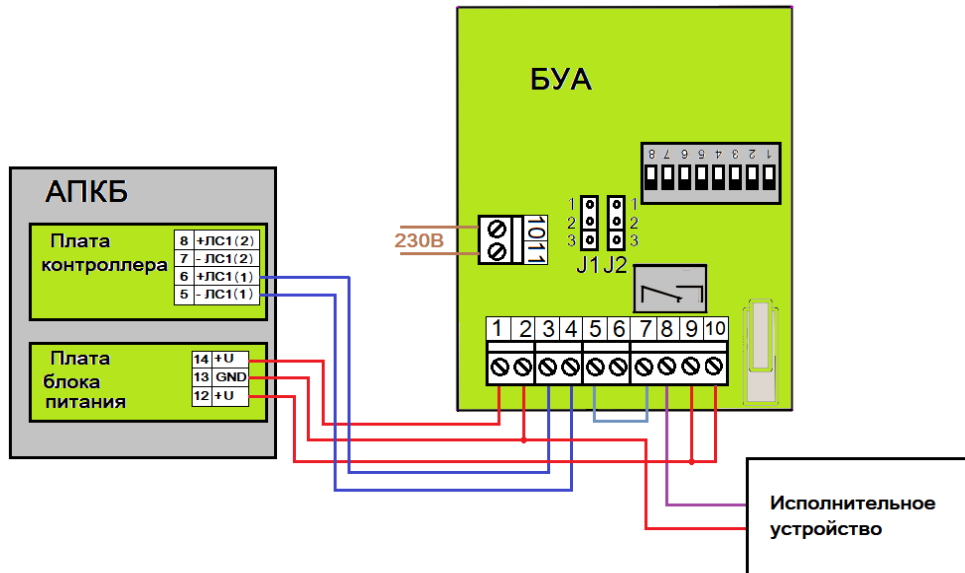 БУА
8 7 6 5 4 3 2 1
АПКБ
Плата
контроллера
8 +ЛС1(2)
7 - ЛС1(2)
6 +ЛС1(1)
5 - ЛС1(1)
230В
10
11
1 1
2 2
3 3
J1 J2
1 2 3 4 5 6 7 8 9 10
Плата
блока
питания
14 +U
13 GND
12 +U
Исполнительное
устройство